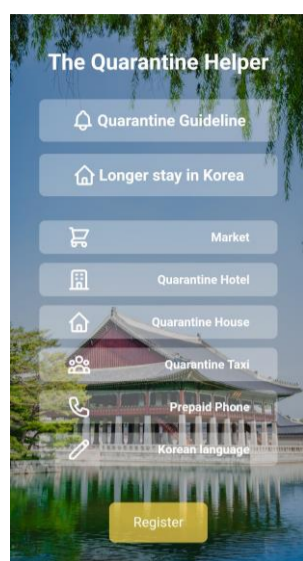 The Quarantine Helper
Quarantine Guideline
Longer stay in Korea
Market
Quarantine Hotel
Quarantine House
Quarantine Taxi
Prepaid Phone
Korean language
Register